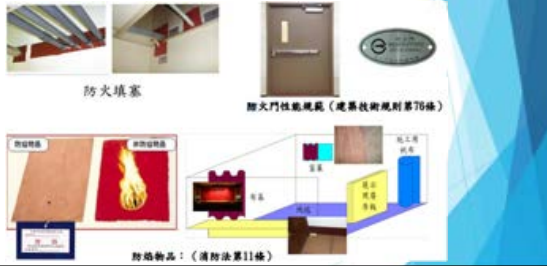 防火填塞
防火門性能規範（建築技術規則第76條）
防焰物品
非防焰物品
施工用
帆布
窗簾
布幕
展示
用廣
告板
地毯
防焰
防焰物品：（消防法第11條）